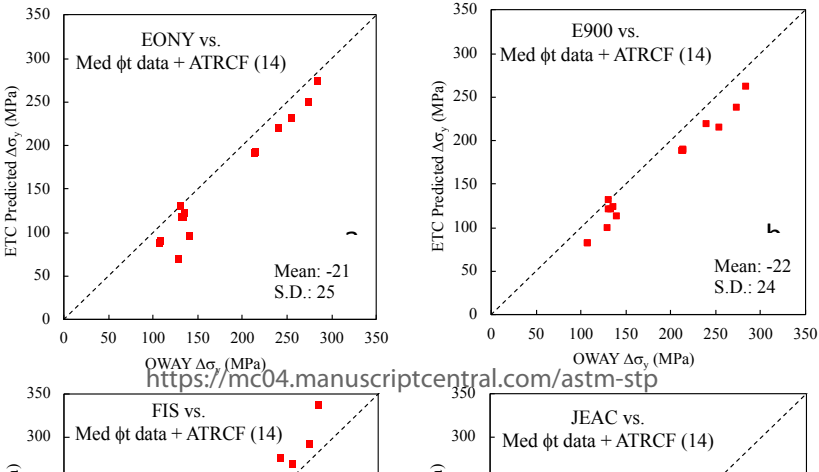 EONY vs.
Med ϕt data + ATRCF (14)
350
300
250
200
150
100
50
0
0 50 100 150 200 250 300 350
ETC Predicted Δσy (MPa)
OWAY Δσy (MPa)
Mean: -21
S.D.: 25
E900 vs.
Med ϕt data + ATRCF (14)
350
300
250
200
150
100
50
0
0 50 100 150 200 250 300 350
ETC Predicted Δσy (MPa)
OWAY Δσy (MPa)
Mean: -22
S.D.: 24
https://mc04.manuscriptcentral.com/astm-stp
350
300
FIS vs.
Med ϕt data + ATRCF (14)
350
300
JEAC vs.
Med ϕt data + ATRCF (14)